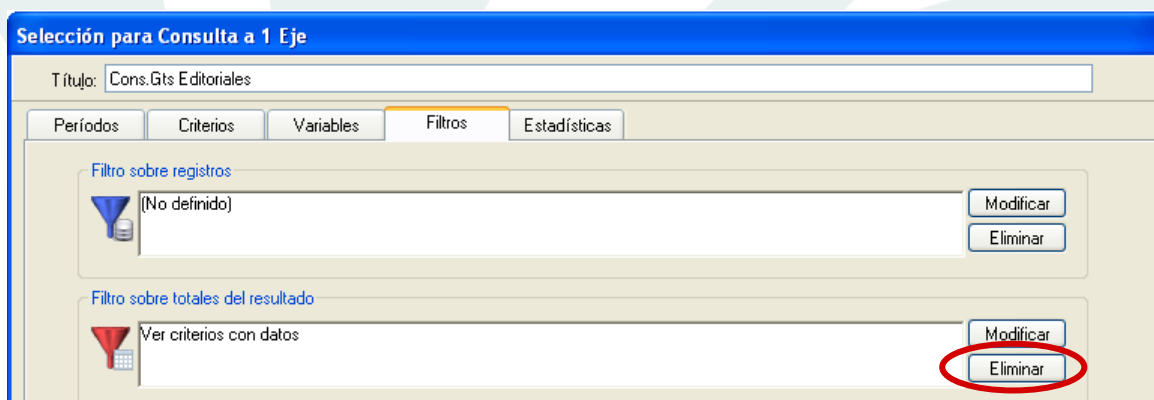 Selección para Consulta a 1 Eje
Título: Cons.Gts Editoriales
Períodos Criterios Variables Filtros Estadísticas
Filtro sobre registros
(No definido) Modificar
Eliminar
Filtro sobre totales del resultado
Ver criterios con datos Modificar
Eliminar